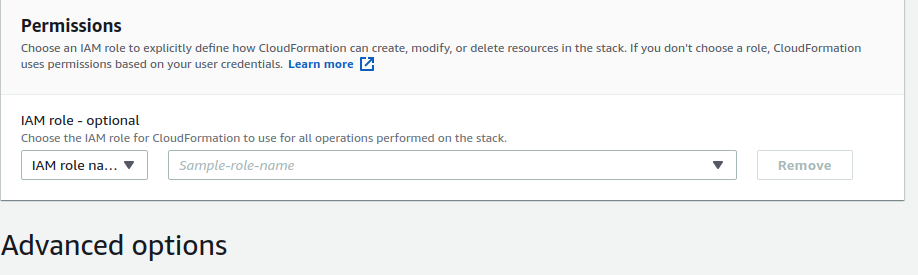 Permissions
Choose an IAM role to explicitly define how CloudFormation can create, modify, or delete resources in the stack. If you don't choose a role, CloudFormation
uses permissions based on your user credentials. Learn more
IAM role - optional
Choose the IAM role for CloudFormation to use for all operations performed on the stack.
IAM role na... Sample-role-name Remove
Advanced options